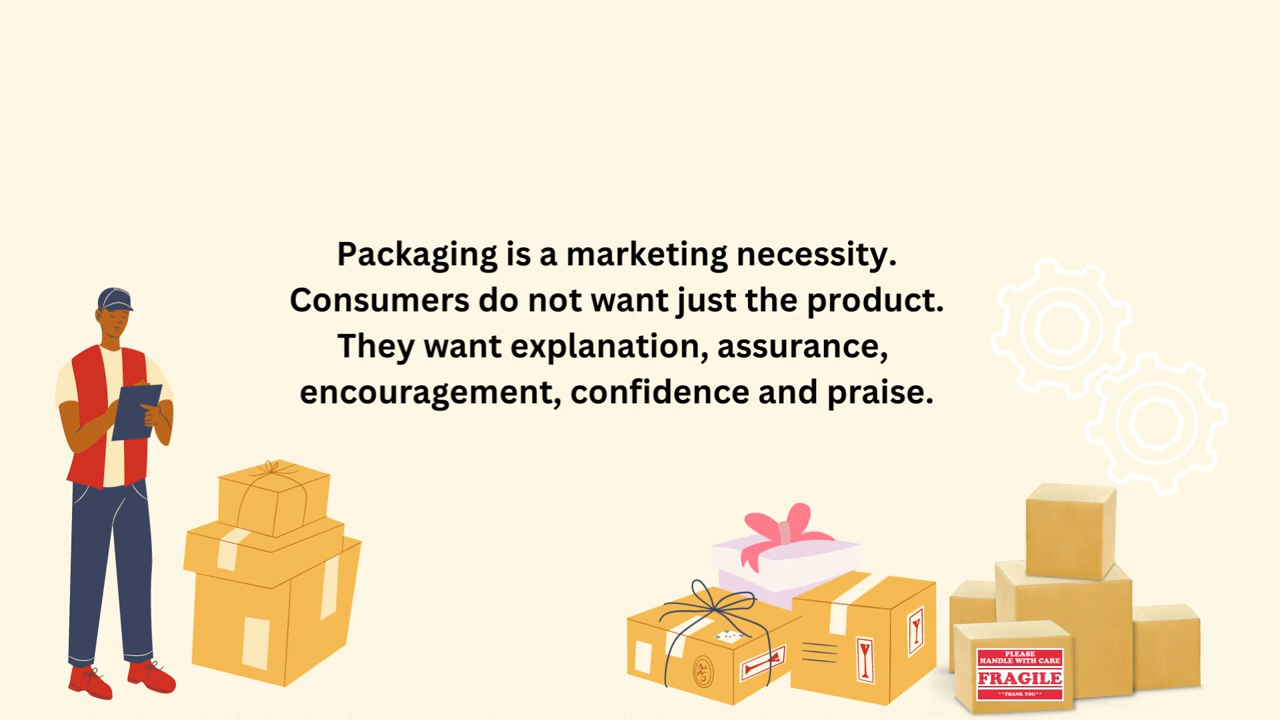 Packaging is a marketing necessity.
Consumers do not want just the product.
They want explanation, assurance,
encouragement, confidence and praise.
PLEASE
HANDLE WITH CARE
FRAGILE
"THANK YOU"